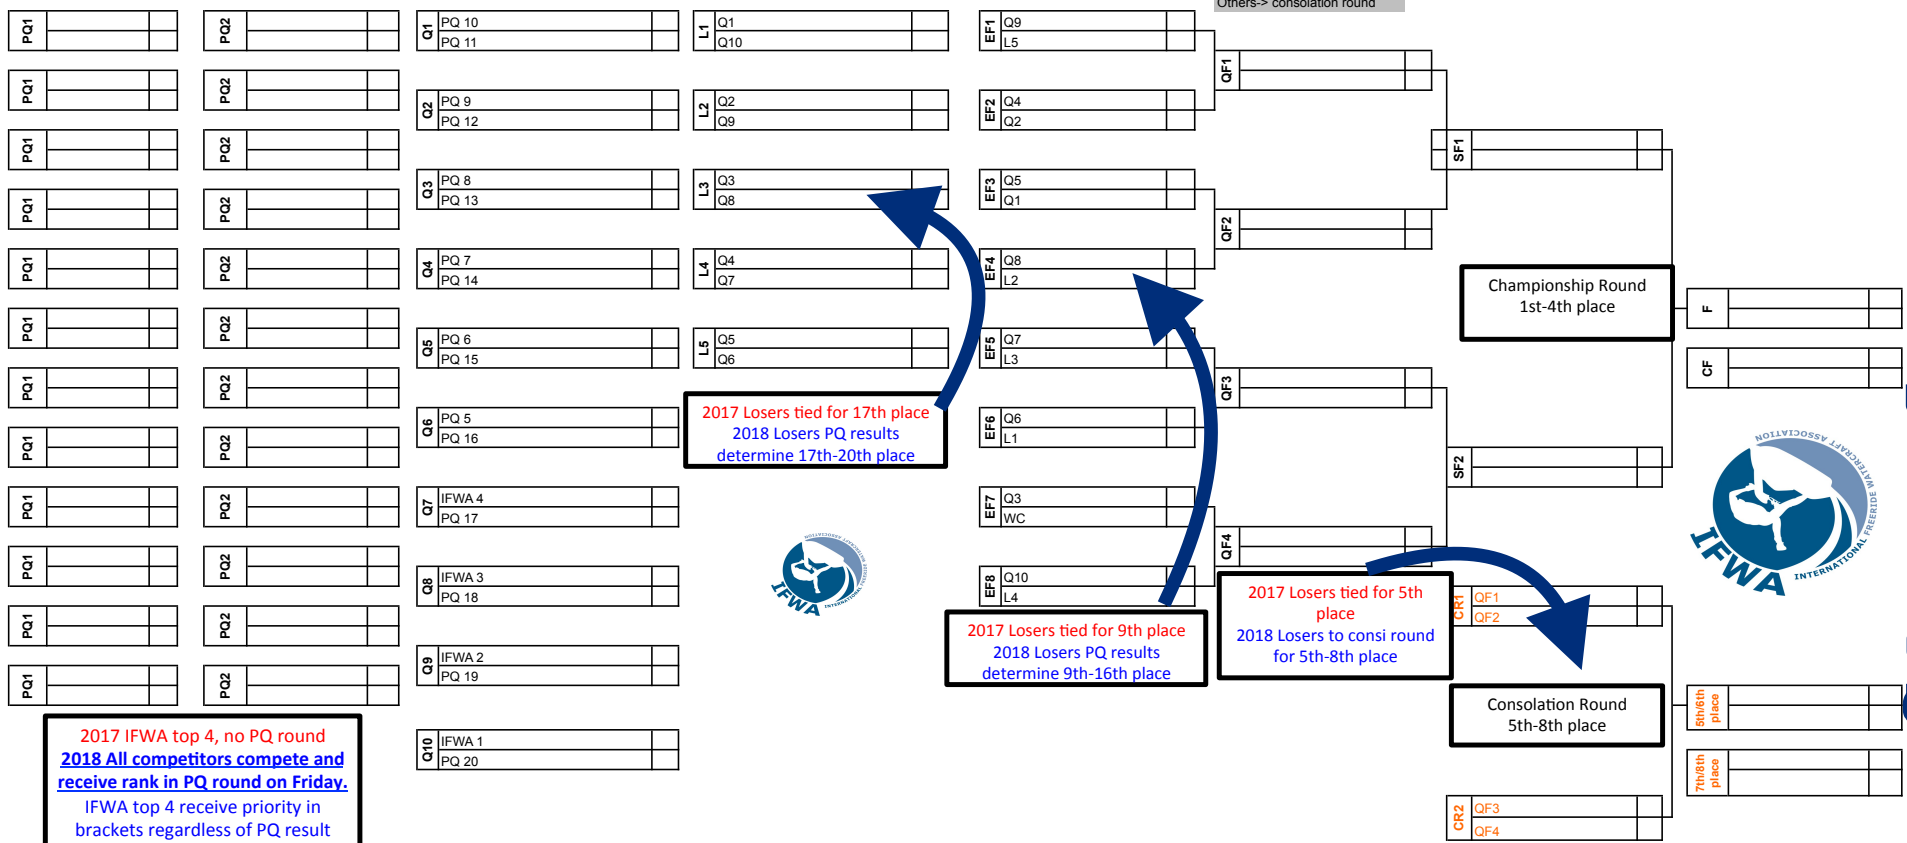 Others-> consolation round
PQ1
PQ1
PQ1
PQ1
PQ1
PQ1
PQ1
PQ1
PQ1
PQ1
PQ1
PQ1
PQ2
PQ2
PQ2
PQ2
PQ2
PQ2
PQ2
PQ2
PQ2
PQ2
PQ2
PQ2
2017 IFWA top 4, no PQ round
2018 All competitors compete and
receive rank in PQ round on Friday.
IFWA top 4 receive priority in
brackets regardless of PQ result
Q1
PQ 10
PQ 11
Q2
PQ 9
PQ 12
Q3
PQ 8
PQ 13
Q4
PQ 7
PQ 14
Q5
PQ 6
PQ 15
Q6
PQ 5
PQ 16
Q7
IFWA 4
PQ 17
Q8
IFWA 3
PQ 18
Q9
IFWA 2
PQ 19
Q10
IFWA 1
PQ 20
L1
Q1
Q10
L2
Q2
Q9
L3
Q3
Q8
L4
Q4
Q7
L5
Q5
Q6
2017 Losers tied for 17th place
2018 Losers PQ results
determine 17th-20th place
IFWA INTERNATIONAL FREERIDE WATERCRAFT ASSOCIATION
EF1
Q9
L5
EF2
Q4
Q2
EF3
Q5
Q1
EF4
Q8
L2
EF5
Q7
L3
EF6
Q6
L1
EF7
Q3
WC
EF8
Q10
L4
2017 Losers tied for 9th place
2018 Losers PQ results
determine 9th-16th place
QF1
QF2
QF3
QF4
2017 Losers tied for 5th
place
2018 Losers to consi round
for 5th-8th place
SF1
Championship Round
1st-4th place
SF2
CR1
QF1
QF2
Consolation Round
5th-8th place
CR2
QF3
QF4
F
CF
IFWA INTERNATIONAL FREERIDE WATERCRAFT ASSOCIATION
5th/6th
place
7th/8th
place